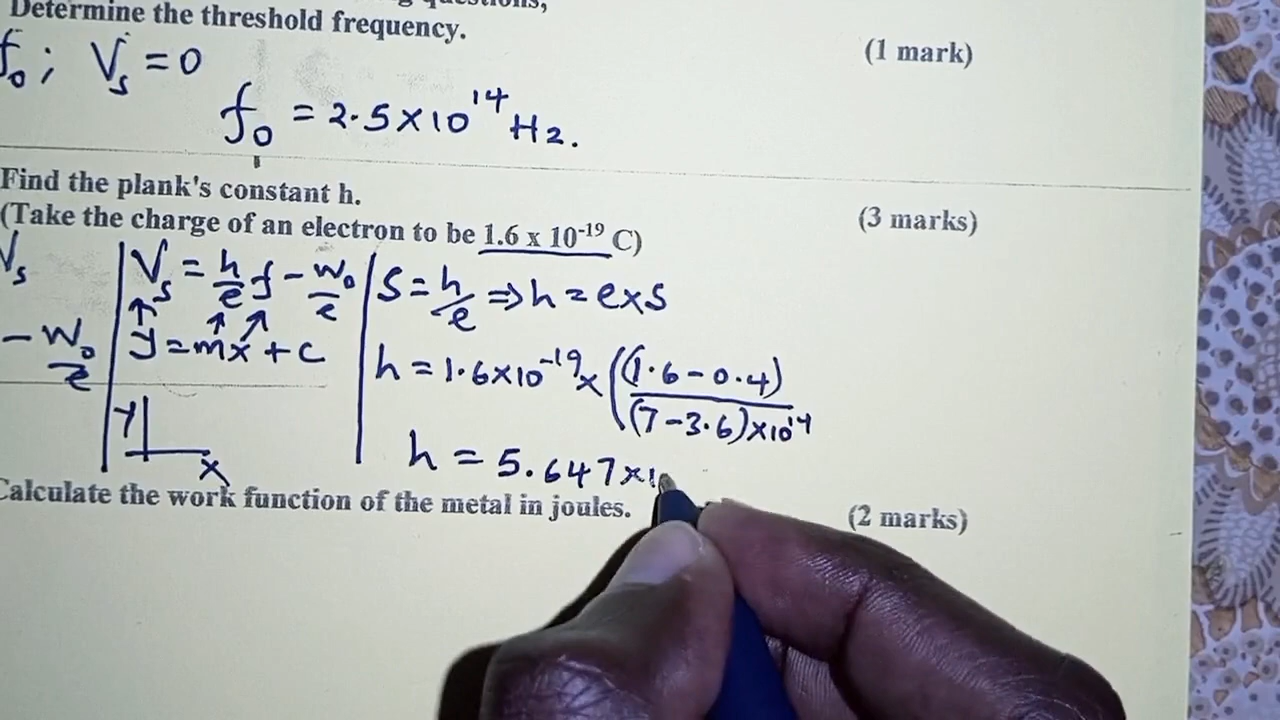 Determine the threshold frequency. (1 mark)
f₀ ; Vₛ = 0
f₀ = 2.5 × 10¹⁴ Hz.
Find the plank's constant h.
(Take the charge of an electron to be 1.6 x 10⁻¹⁹ C) (3 marks)
Vₛ
- W₀/e
Vₛ = h/e f - W₀/e
y = mx + c
Y
X
S = h/e ⇒ h = e×s
h = 1.6×10⁻¹⁹ × ((1.6 - 0.4)/(7 - 3.6)×10¹⁴
h = 5.647×1
Calculate the work function of the metal in joules. (2 marks)